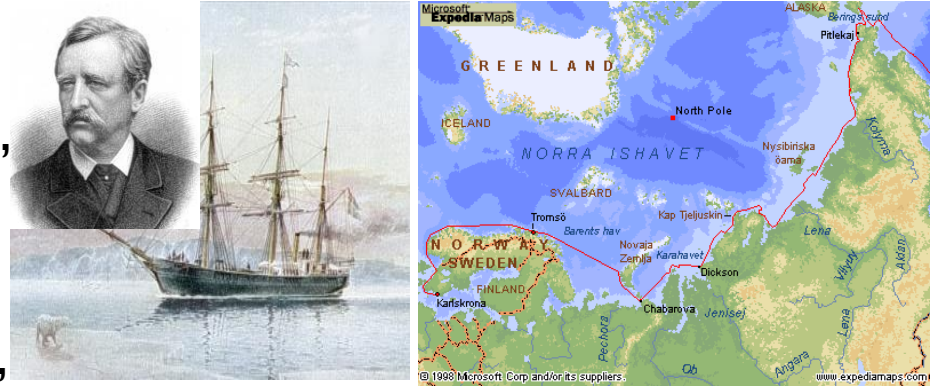 ,
,
Microsoft
Expedia Maps
ALASKA
Berings sund
Pitlekaj
GREENLAND
North Pole
Kolyma
ICELAND
NORRA ISHAVET
Nysibiriska
öarna
SVALBARD
Kap Tjeljuskin
Tromsö
Barents hav
Lena
NORWAY
Novaja
Zemlja
Karahavet
Vilyuy
Aldan
SWEDEN
Dickson
FINLAND
Karlskrona
Chabarova
Jenisej
Pechora
Lena
Ob
Angara
© 1998 Microsoft Corp and/or its suppliers.
www.expediamaps.com